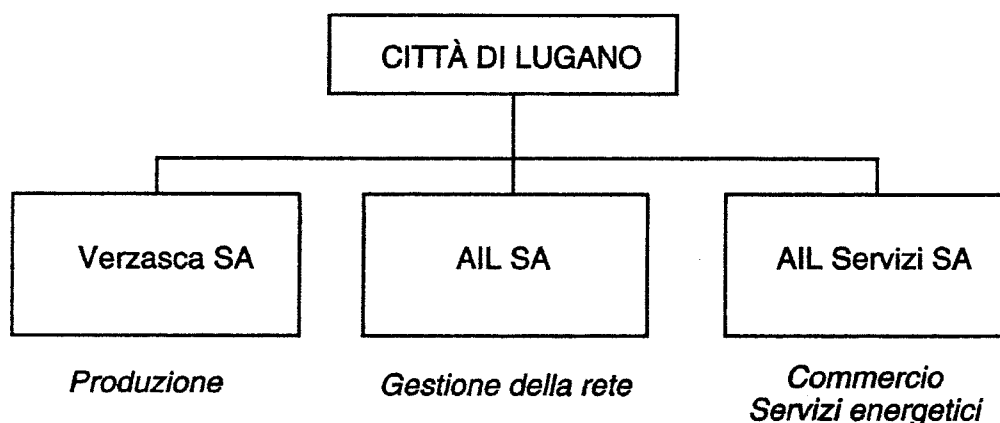 CITTÀ DI LUGANO
Verzasca SA
AIL SA
AIL Servizi SA
Produzione
Gestione della rete
Commercio
Servizi energetici